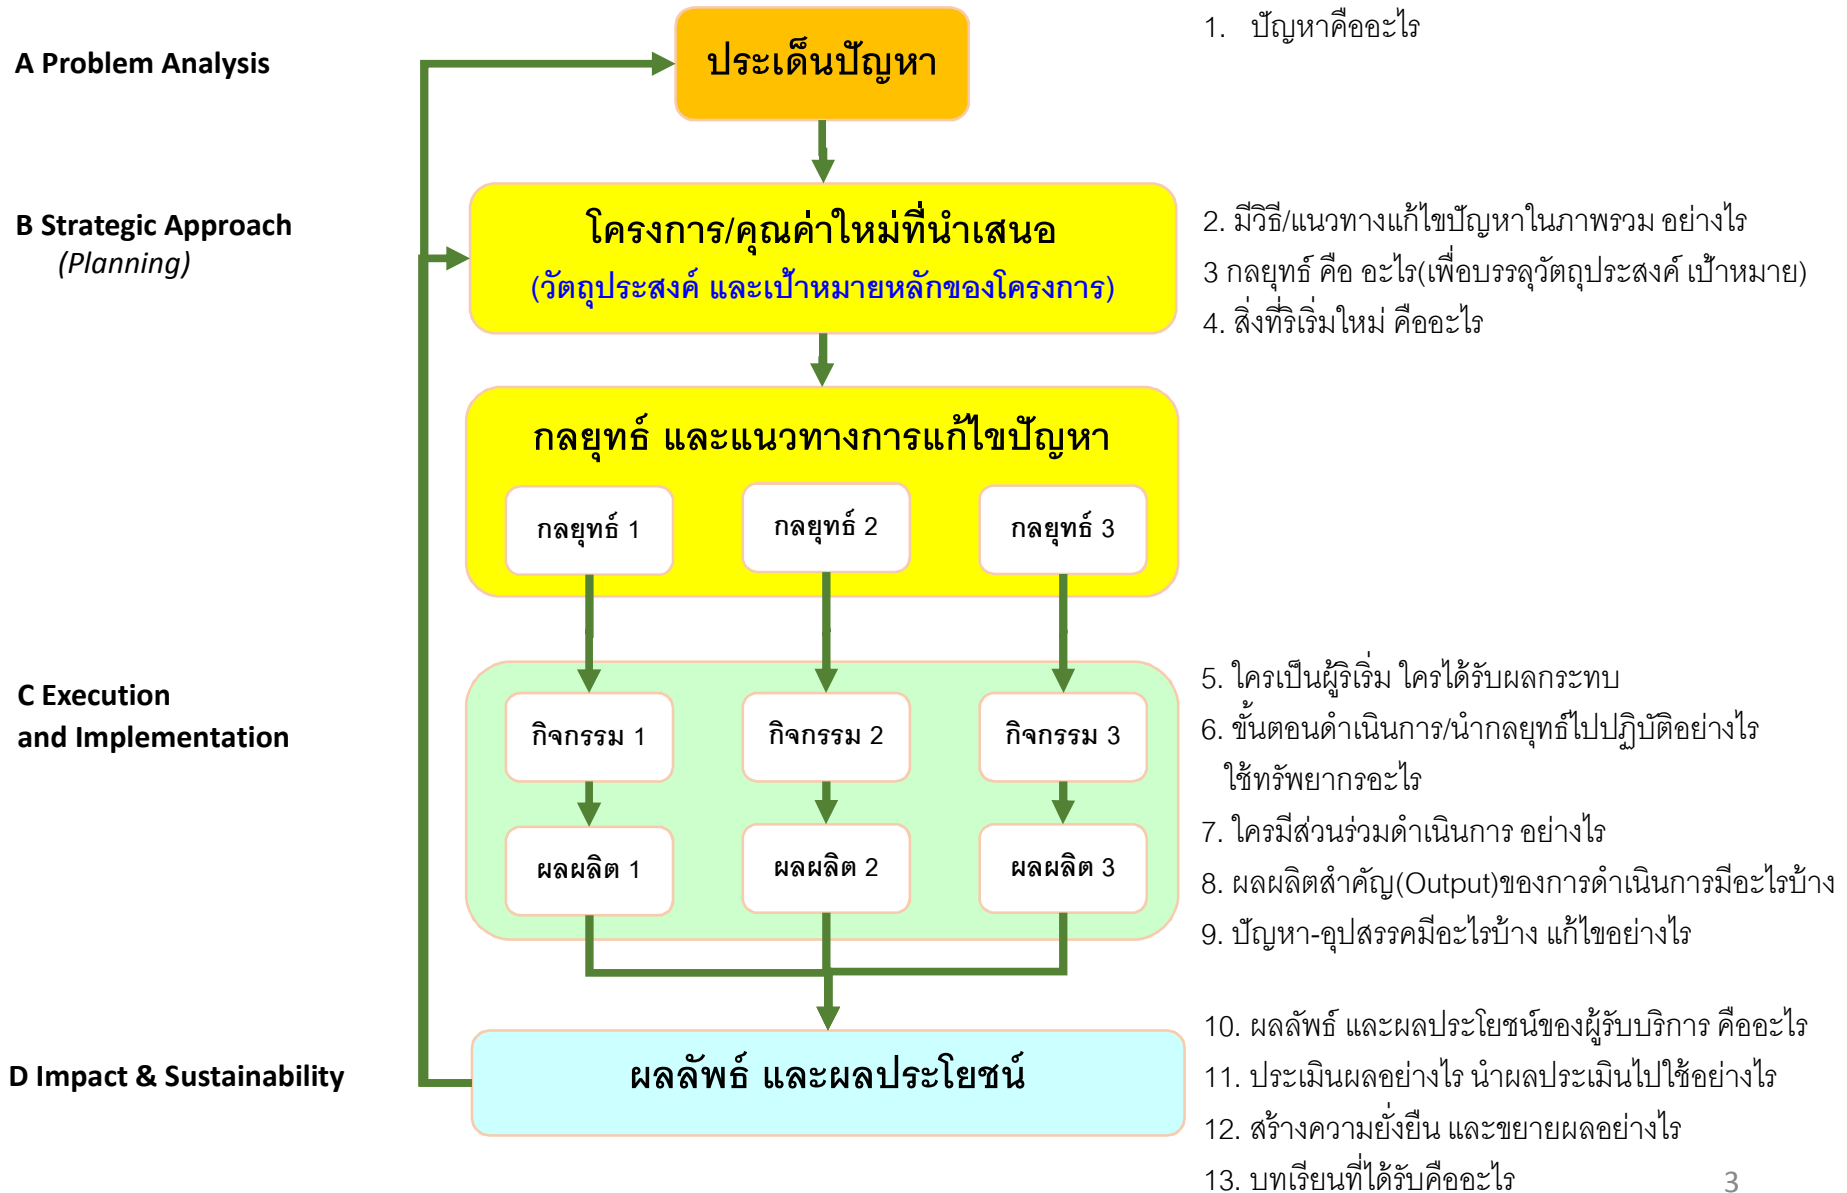 A Problem Analysis
ประเด็นปัญหา
1. ปัญหาคืออะไร
B Strategic Approach
(Planning)
โครงการ/คุณค่าใหม่ที่นำเสนอ
(วัตถุประสงค์ และเป้าหมายหลักของโครงการ)
2. มีวิธี/แนวทางแก้ไขปัญหาในภาพรวม อย่างไร
3 กลยุทธ์ คือ อะไร(เพื่อบรรลุวัตถุประสงค์ เป้าหมาย)
4. สิ่งที่ริเริ่มใหม่ คืออะไร
กลยุทธ์ และแนวทางการแก้ไขปัญหา
กลยุทธ์ 1
กลยุทธ์ 2
กลยุทธ์ 3
C Execution
and Implementation
กิจกรรม 1
กิจกรรม 2
กิจกรรม 3
ผลผลิต 1
ผลผลิต 2
ผลผลิต 3
5. ใครเป็นผู้ริเริ่ม ใครได้รับผลกระทบ
6. ขั้นตอนดำเนินการ/นำกลยุทธ์ไปปฏิบัติอย่างไร
ใช้ทรัพยากรอะไร
7. ใครมีส่วนร่วมดำเนินการ อย่างไร
8. ผลผลิตสำคัญ(Output)ของการดำเนินการมีอะไรบ้าง
9. ปัญหา-อุปสรรคมีอะไรบ้าง แก้ไขอย่างไร
D Impact & Sustainability
ผลลัพธ์ และผลประโยชน์
10. ผลลัพธ์ และผลประโยชน์ของผู้รับบริการ คืออะไร
11. ประเมินผลอย่างไร นำผลประเมินไปใช้อย่างไร
12. สร้างความยั่งยืน และขยายผลอย่างไร
13. บทเรียนที่ได้รับคืออะไร
3